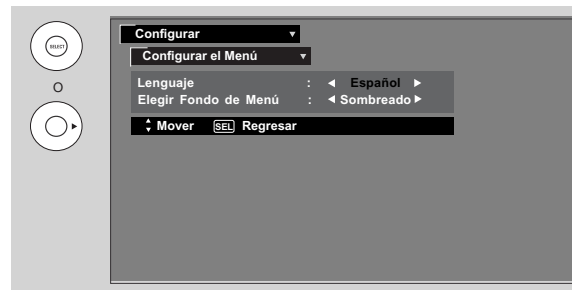 SELECT
O
Configurar
Configurar el Menú
Lenguaje : Español
Elegir Fondo de Menú : Sombreado
Mover SEL Regresar